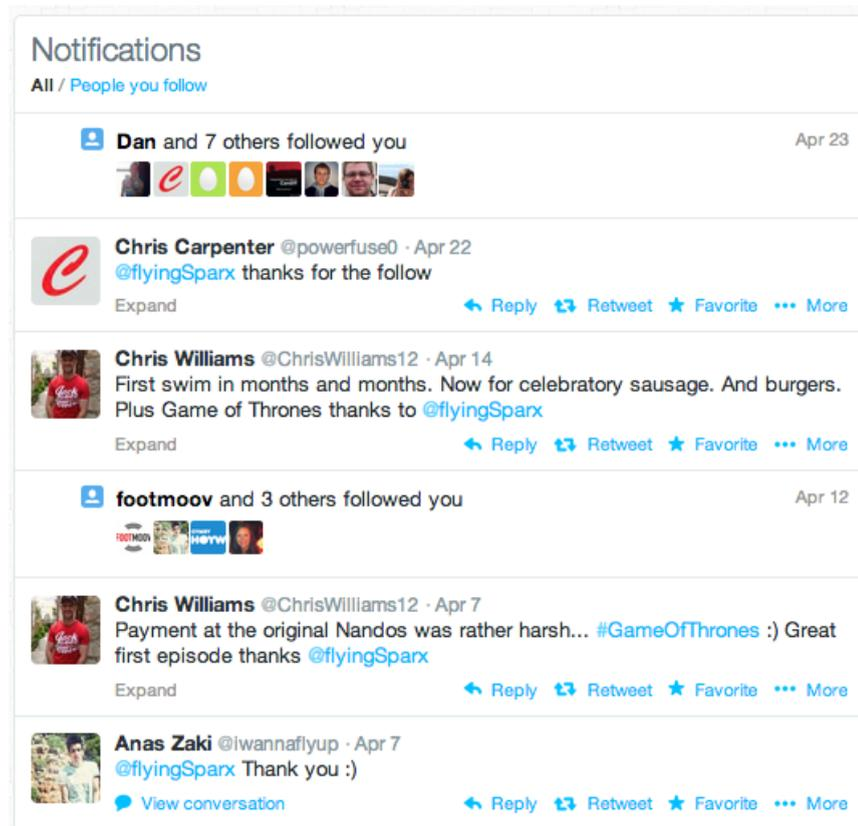 Notifications
All / People you follow
Dan and 7 others followed you Apr 23
Chris Carpenter @powerfuse0 · Apr 22
@flyingSparx thanks for the follow
Expand Reply Retweet Favorite More
Chris Williams @ChrisWilliams12 · Apr 14
First swim in months and months. Now for celebratory sausage. And burgers.
Plus Game of Thrones thanks to @flyingSparx
Expand Reply Retweet Favorite More
footmoov and 3 others followed you Apr 12
FOOTMOOV
HOYW
Chris Williams @ChrisWilliams12 · Apr 7
Payment at the original Nandos was rather harsh... #GameOfThrones :) Great
first episode thanks @flyingSparx
Expand Reply Retweet Favorite More
Anas Zaki @iwannaflyup · Apr 7
@flyingSparx Thank you :)
View conversation Reply Retweet Favorite More